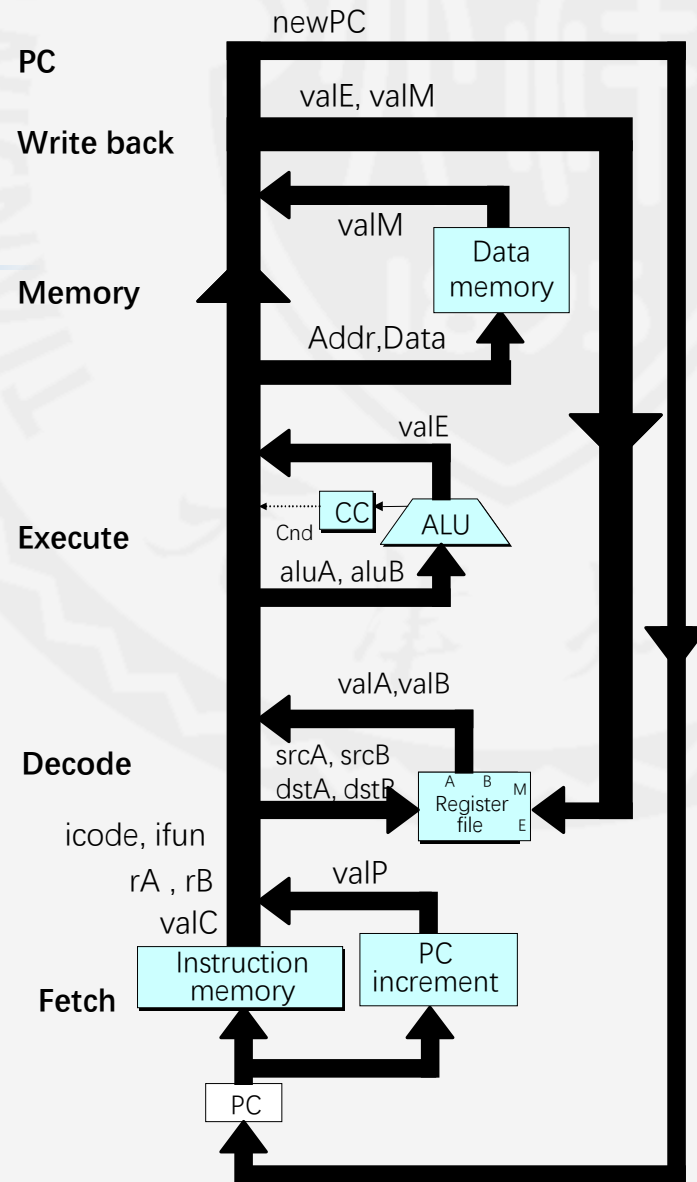 newPC
PC
valE, valM
Write back
valM
Data
memory
Memory
Addr,Data
valE
CC
ALU
Cnd
Execute
aluA, aluB
valA,valB
Decode
srcA, srcB
dstA, dstB
A B M
Register
file
E
icode, ifun
rA , rB
valP
valC
Instruction
memory
PC
increment
Fetch
PC